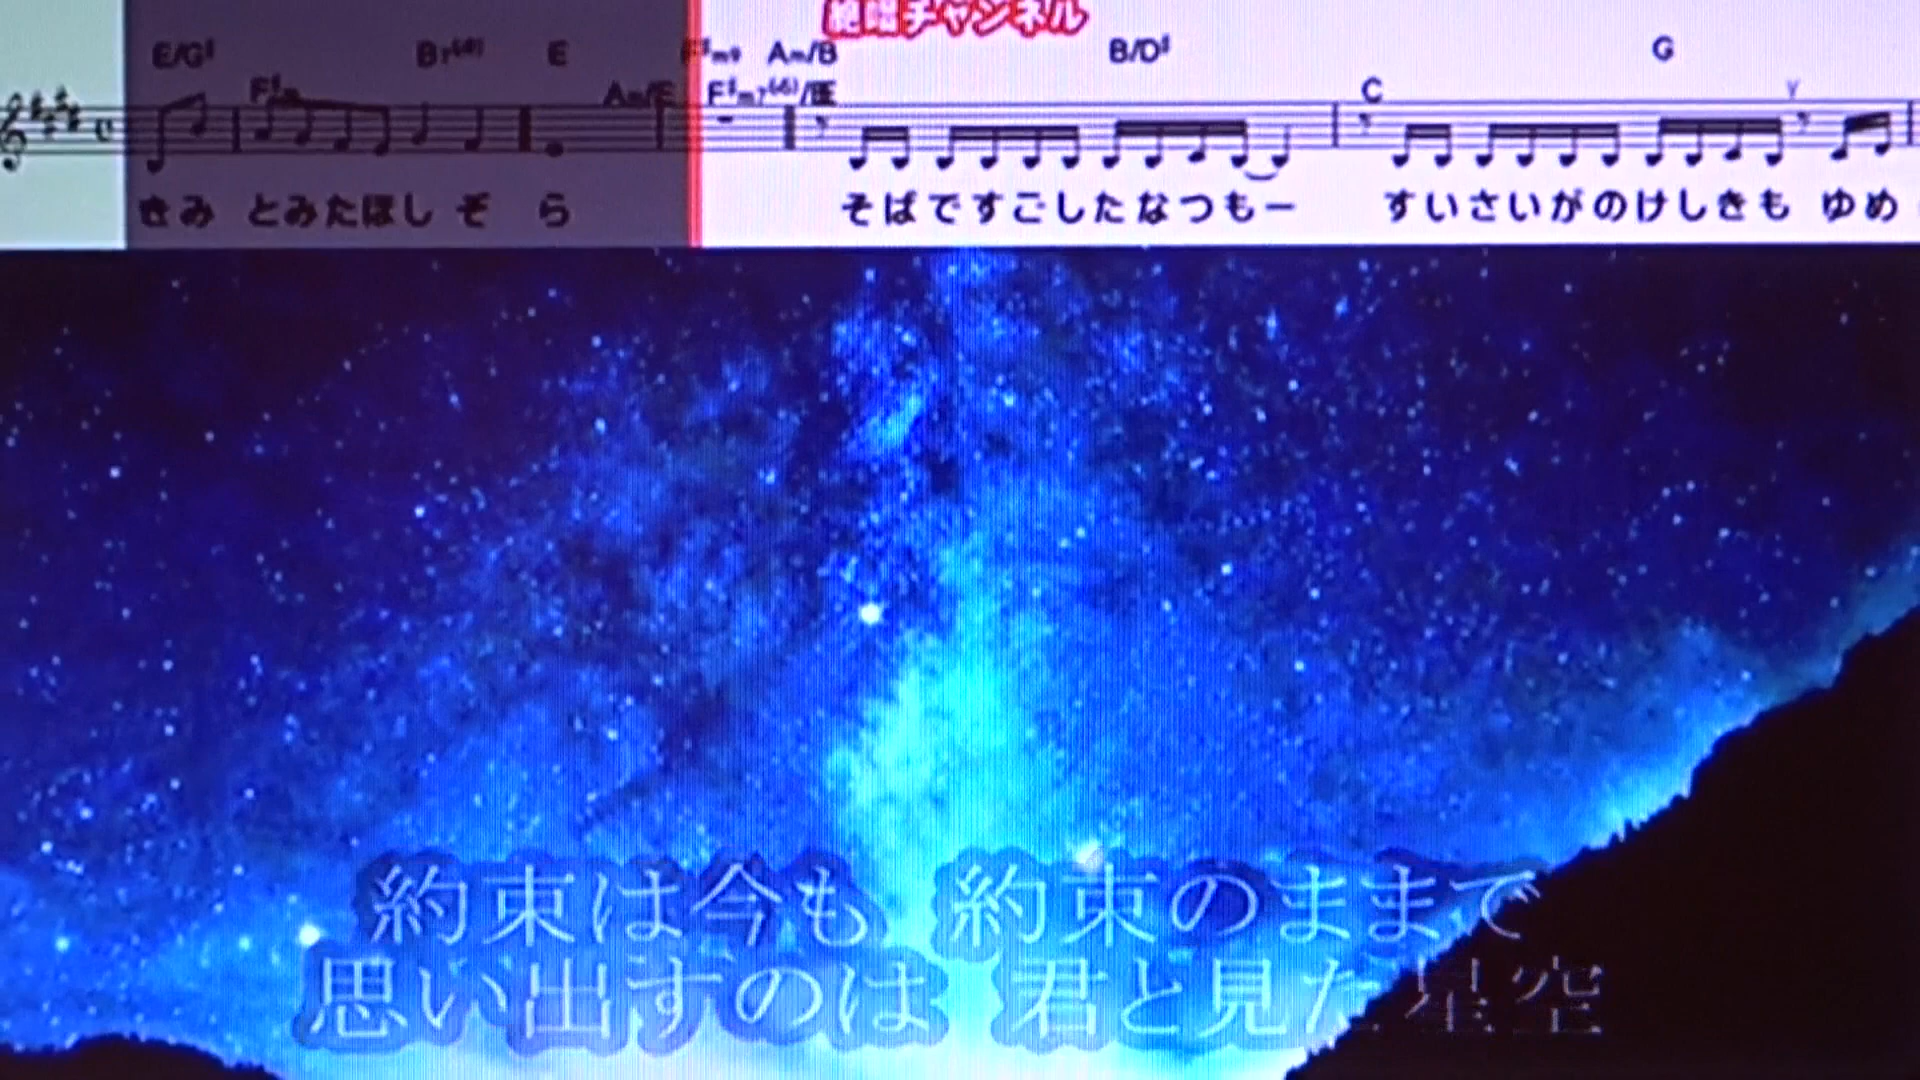 絶唱チャンネル
E/G♯ B7(4) E F♯m9 Am/B B/D♯ G
F♯m Am/E F♯m7(♭5)/E C
きみ とみたほし ぞ ら そばですごしたなつもー すいさいがのけしきも ゆめ
約束は今も 約束のままで
思い出すのは 君と見た星空